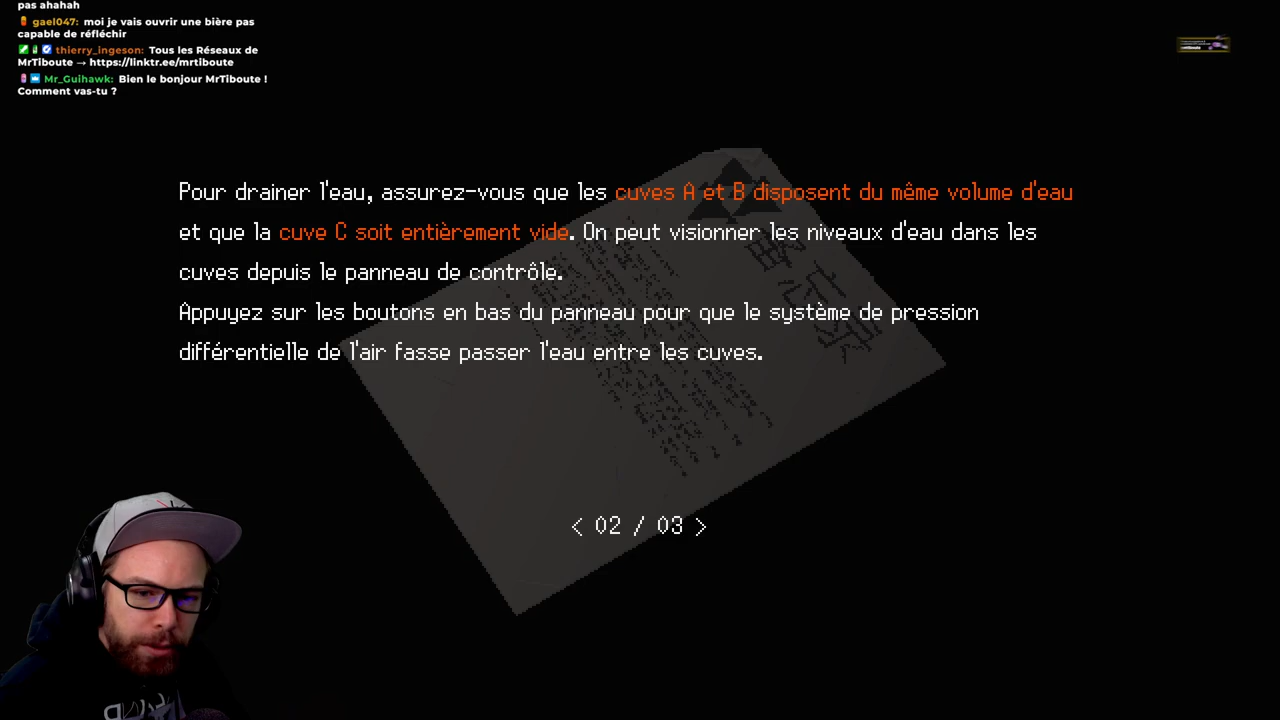 pas ahahah
gael047: moi je vais ouvrir une bière pas
capable de réfléchir
thierry_ingeson: Tous les Réseaux de
MrTiboute → https://linktr.ee/mrtiboute
Mr_Guihawk: Bien le bonjour MrTiboute !
Comment vas-tu ?
Pour drainer l'eau, assurez-vous que les cuves A et B disposent du même volume d'eau
et que la cuve C soit entièrement vide. On peut visionner les niveaux d'eau dans les
cuves depuis le panneau de contrôle.
Appuyez sur les boutons en bas du panneau pour que le système de pression
différentielle de l'air fasse passer l'eau entre les cuves.
< 02 / 03 >